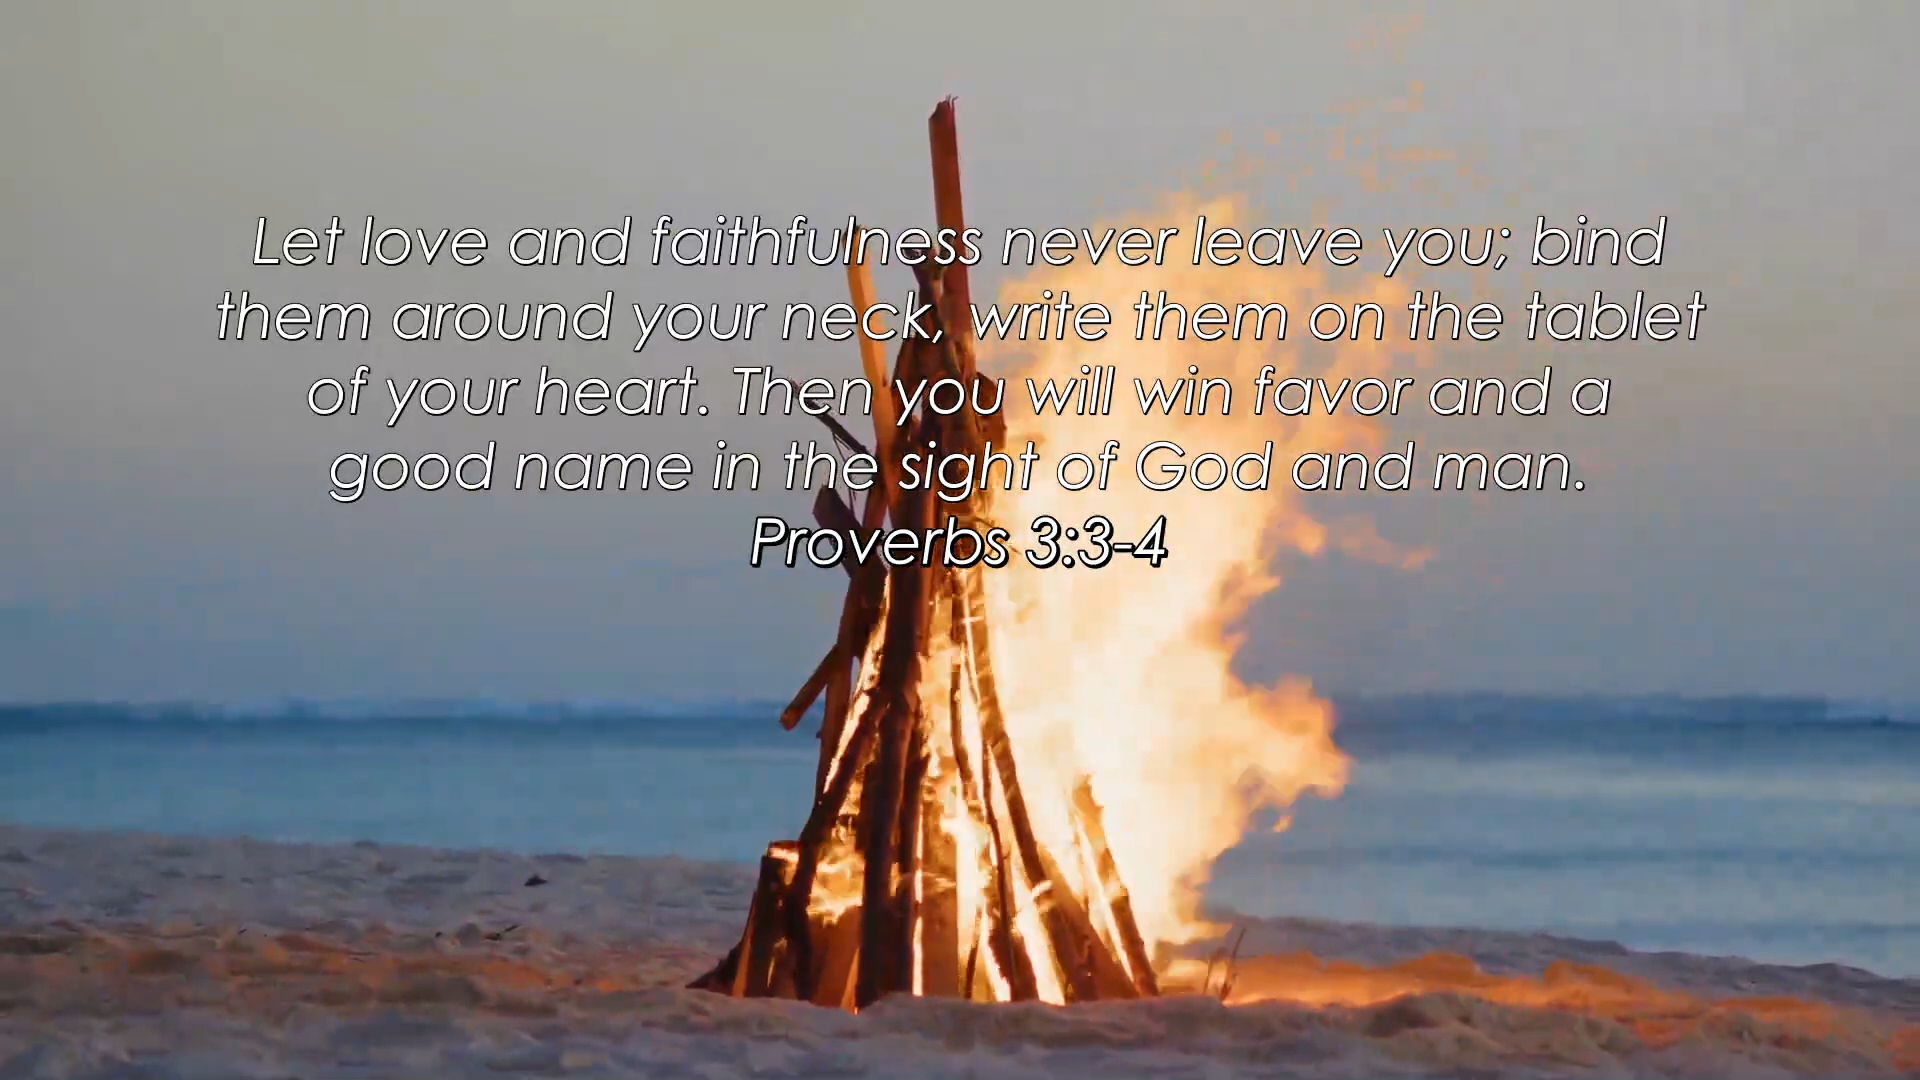 Let love and faithfulness never leave you; bind
them around your neck, write them on the tablet
of your heart. Then you will win favor and a
good name in the sight of God and man.
Proverbs 3:3-4